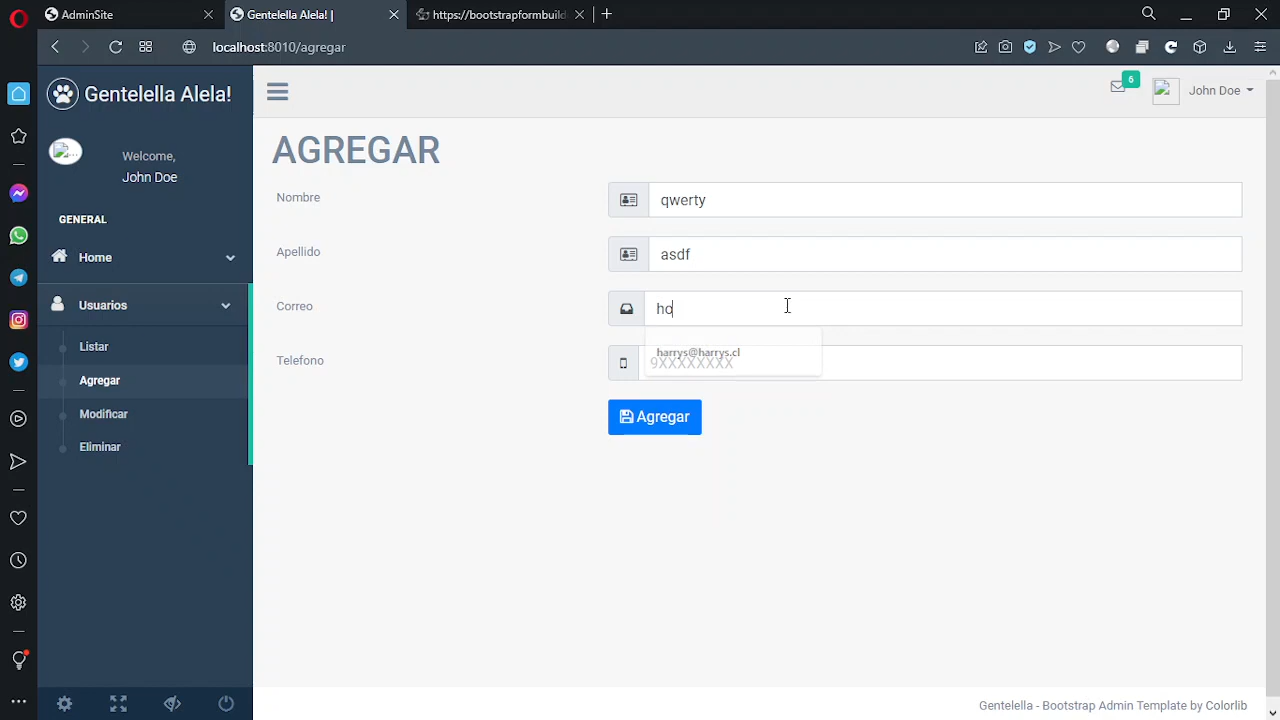 AdminSite
Gentelella Alela! |
https://bootstrapformbuild
localhost:8010/agregar
Gentelella Alela!
6
John Doe
Welcome,
John Doe
GENERAL
Home
Usuarios
Listar
Agregar
Modificar
Eliminar
AGREGAR
Nombre
qwerty
Apellido
asdf
Correo
ho
harrys@harrys.cl
Telefono
9XXXXXXXX
Agregar
Gentelella - Bootstrap Admin Template by Colorlib